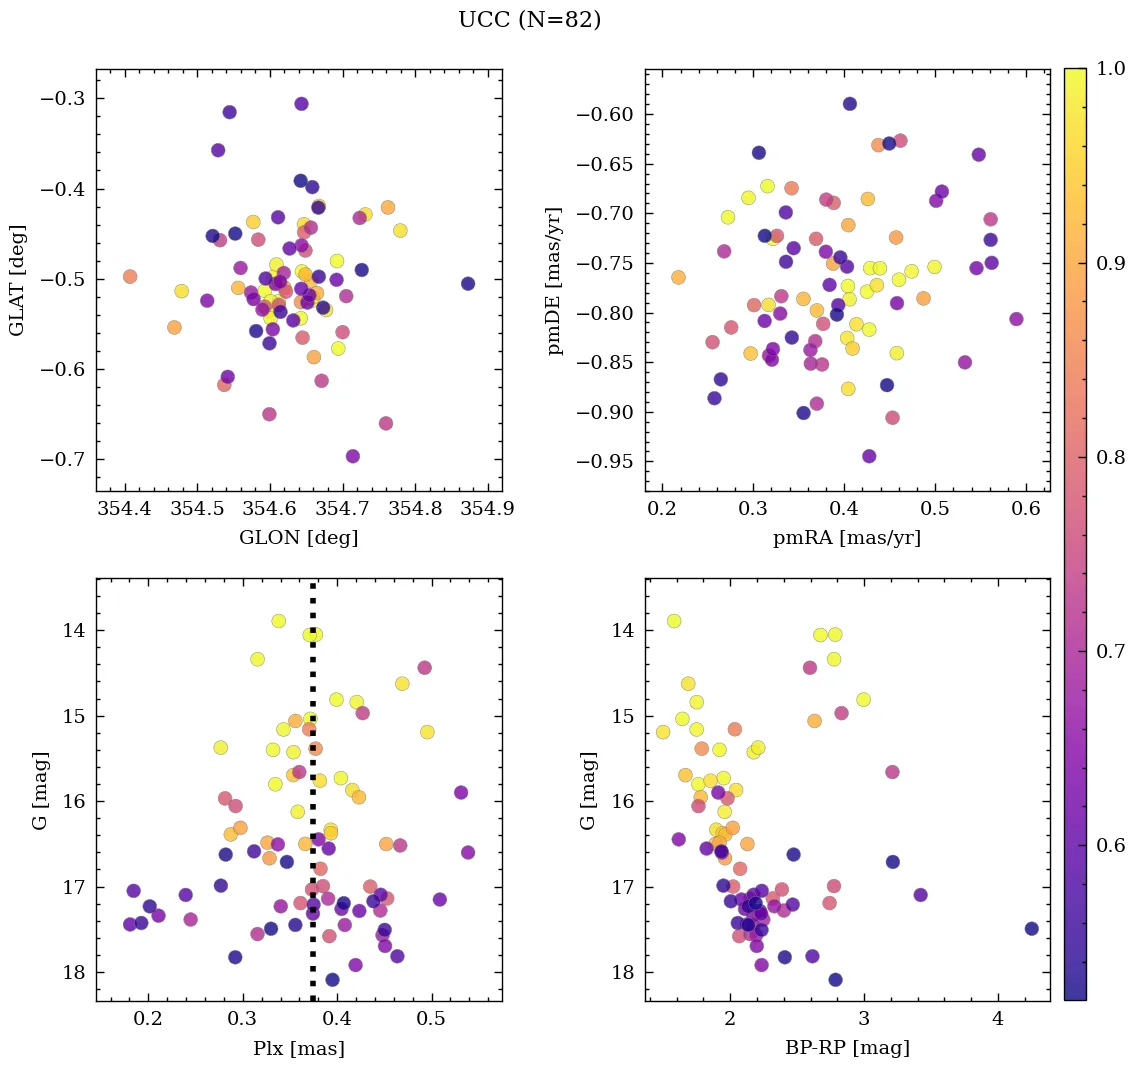 UCC (N=82)
−0.3
−0.4
−0.5
−0.6
−0.7
GLAT [deg]
354.4 354.5 354.6 354.7 354.8 354.9
GLON [deg]
−0.60
−0.65
−0.70
−0.75
−0.80
−0.85
−0.90
−0.95
pmDE [mas/yr]
0.2 0.3 0.4 0.5 0.6
pmRA [mas/yr]
14
15
16
17
18
G [mag]
0.2 0.3 0.4 0.5
Plx [mas]
14
15
16
17
18
G [mag]
2 3 4
BP-RP [mag]
1.0
0.9
0.8
0.7
0.6